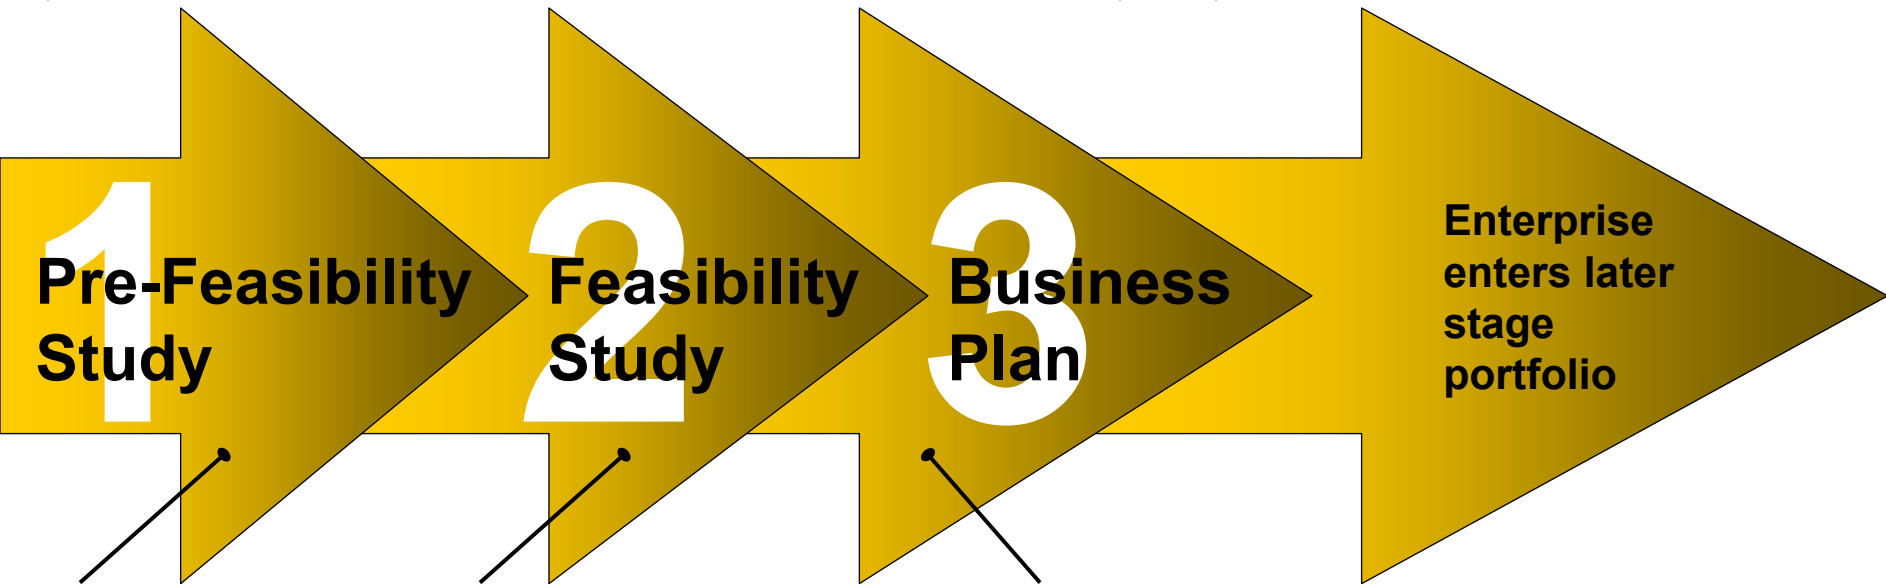 1
Pre-Feasibility
Study
2
Feasibility
Study
3
Business
Plan
Enterprise
enters later
stage
portfolio